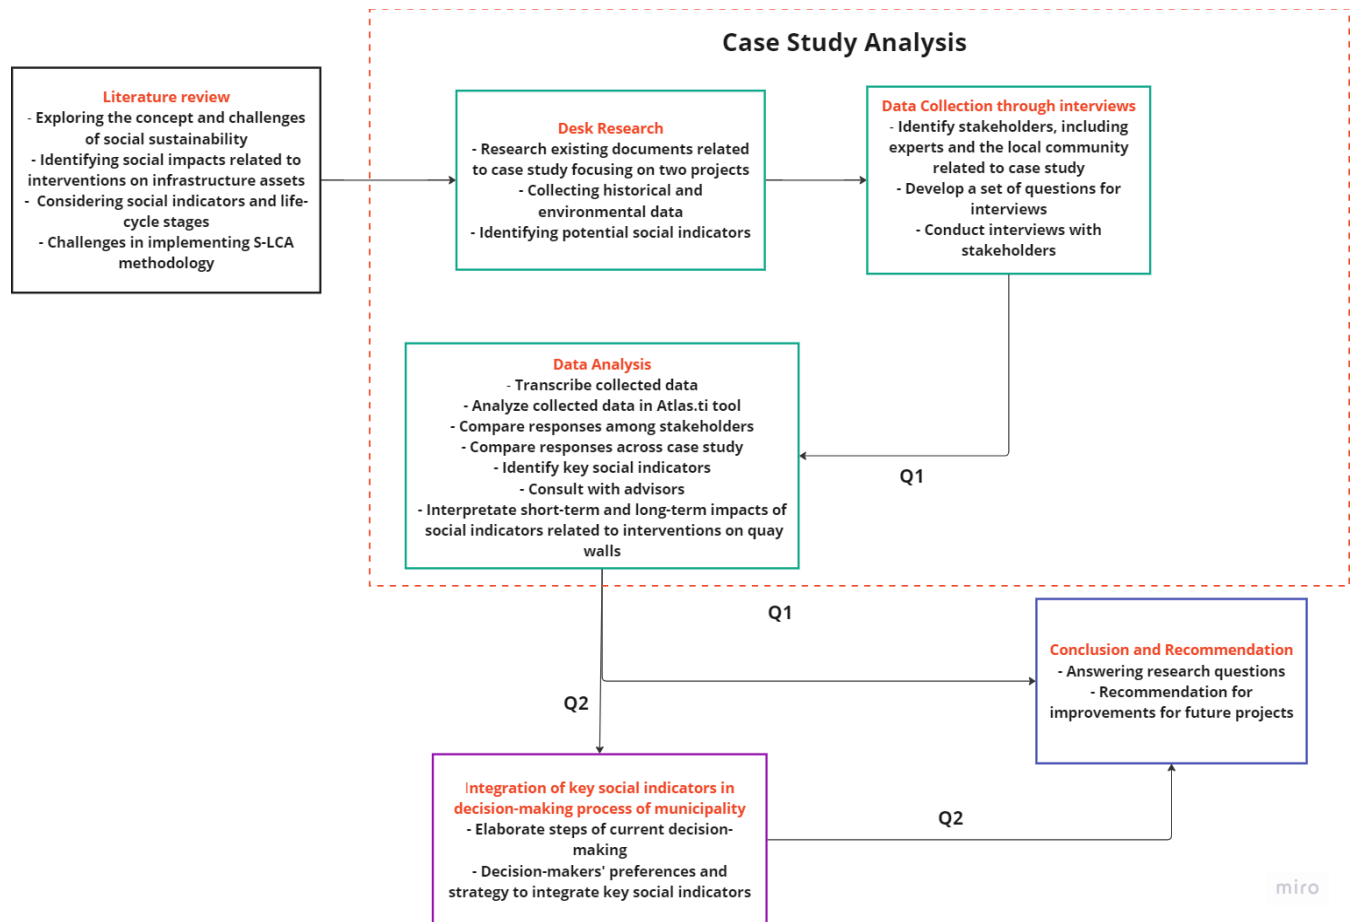 Case Study Analysis
Literature review
- Exploring the concept and challenges
of social sustainability
- Identifying social impacts related to
interventions on infrastructure assets
- Considering social indicators and life-
cycle stages
- Challenges in implementing S-LCA
methodology
Desk Research
- Research existing documents related
to case study focusing on two projects
- Collecting historical and
environmental data
- Identifying potential social indicators
Data Collection through interviews
- Identify stakeholders, including
experts and the local community
related to case study
- Develop a set of questions for
interviews
- Conduct interviews with
stakeholders
Q1
Data Analysis
- Transcribe collected data
- Analyze collected data in Atlas.ti tool
- Compare responses among stakeholders
- Compare responses across case study
- Identify key social indicators
- Consult with advisors
- Interpretate short-term and long-term impacts of
social indicators related to interventions on quay
walls
Q1
Q2
Integration of key social indicators in
decision-making process of municipality
- Elaborate steps of current decision-
making
- Decision-makers' preferences and
strategy to integrate key social indicators
Q2
Conclusion and Recommendation
- Answering research questions
- Recommendation for
improvements for future projects
miro